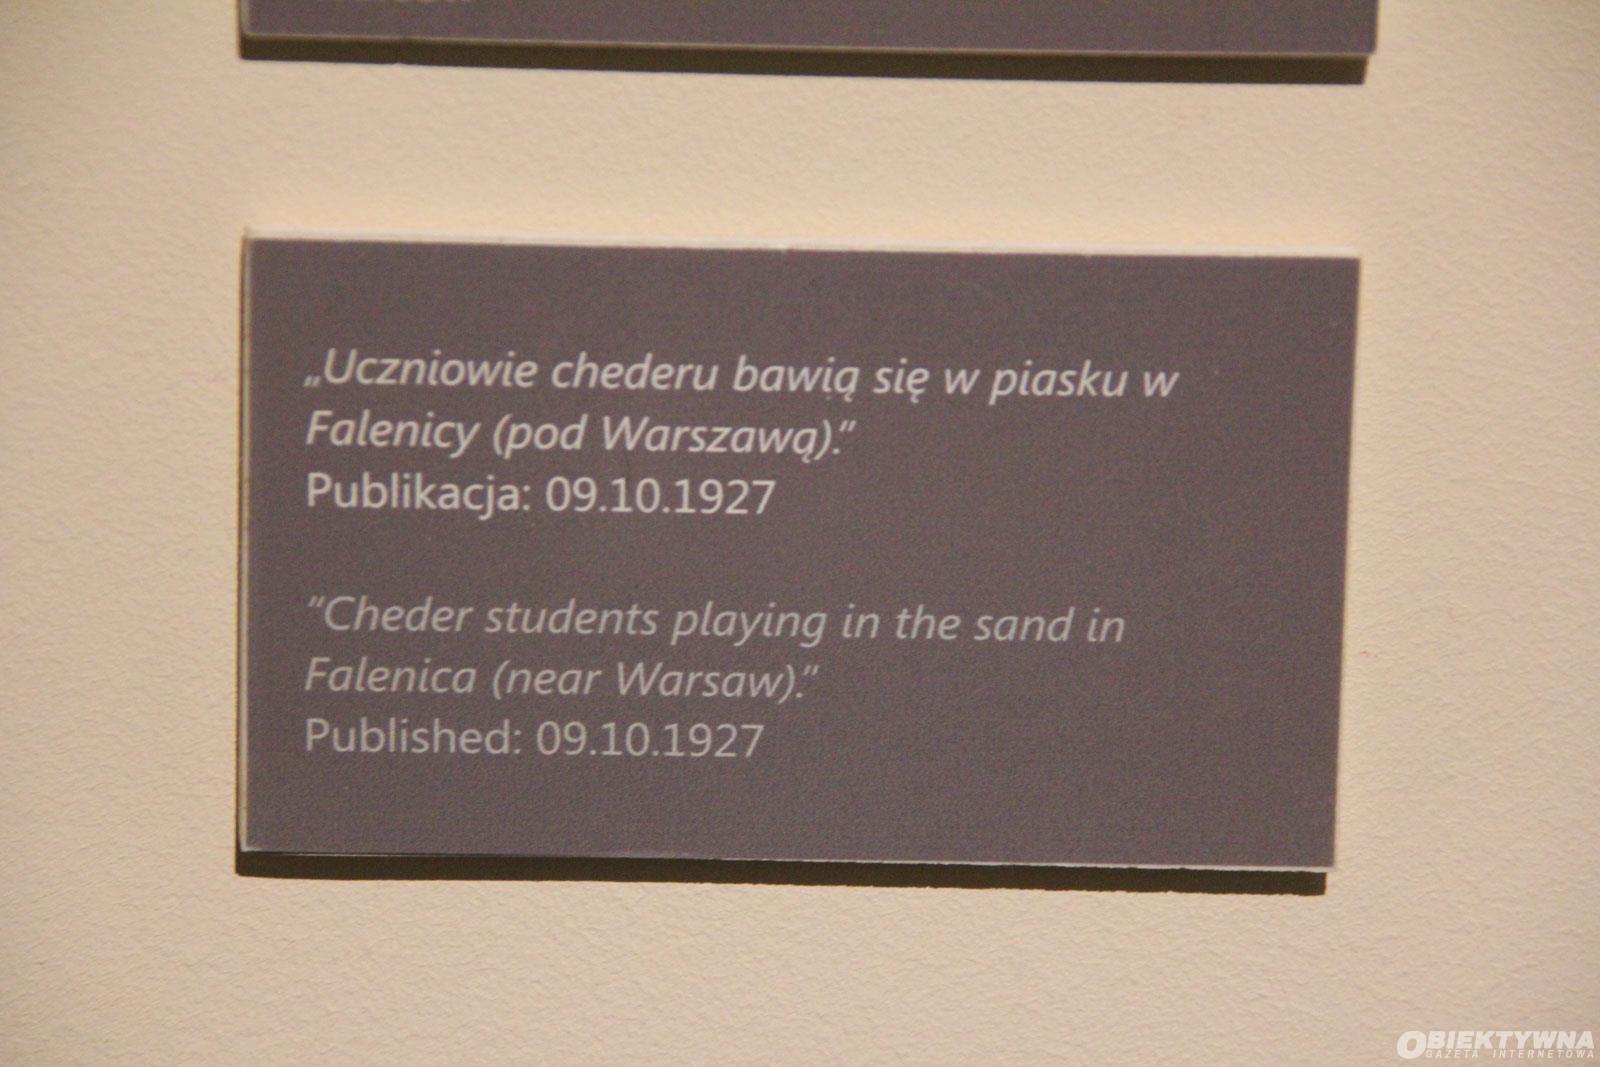 „Uczniowie chederu bawią się w piasku w
Falenicy (pod Warszawą).”
Publikacja: 09.10.1927
“Cheder students playing in the sand in
Falenica (near Warsaw).”
Published: 09.10.1927
OBIEKTYWNA
GAZETA INTERNETOWA